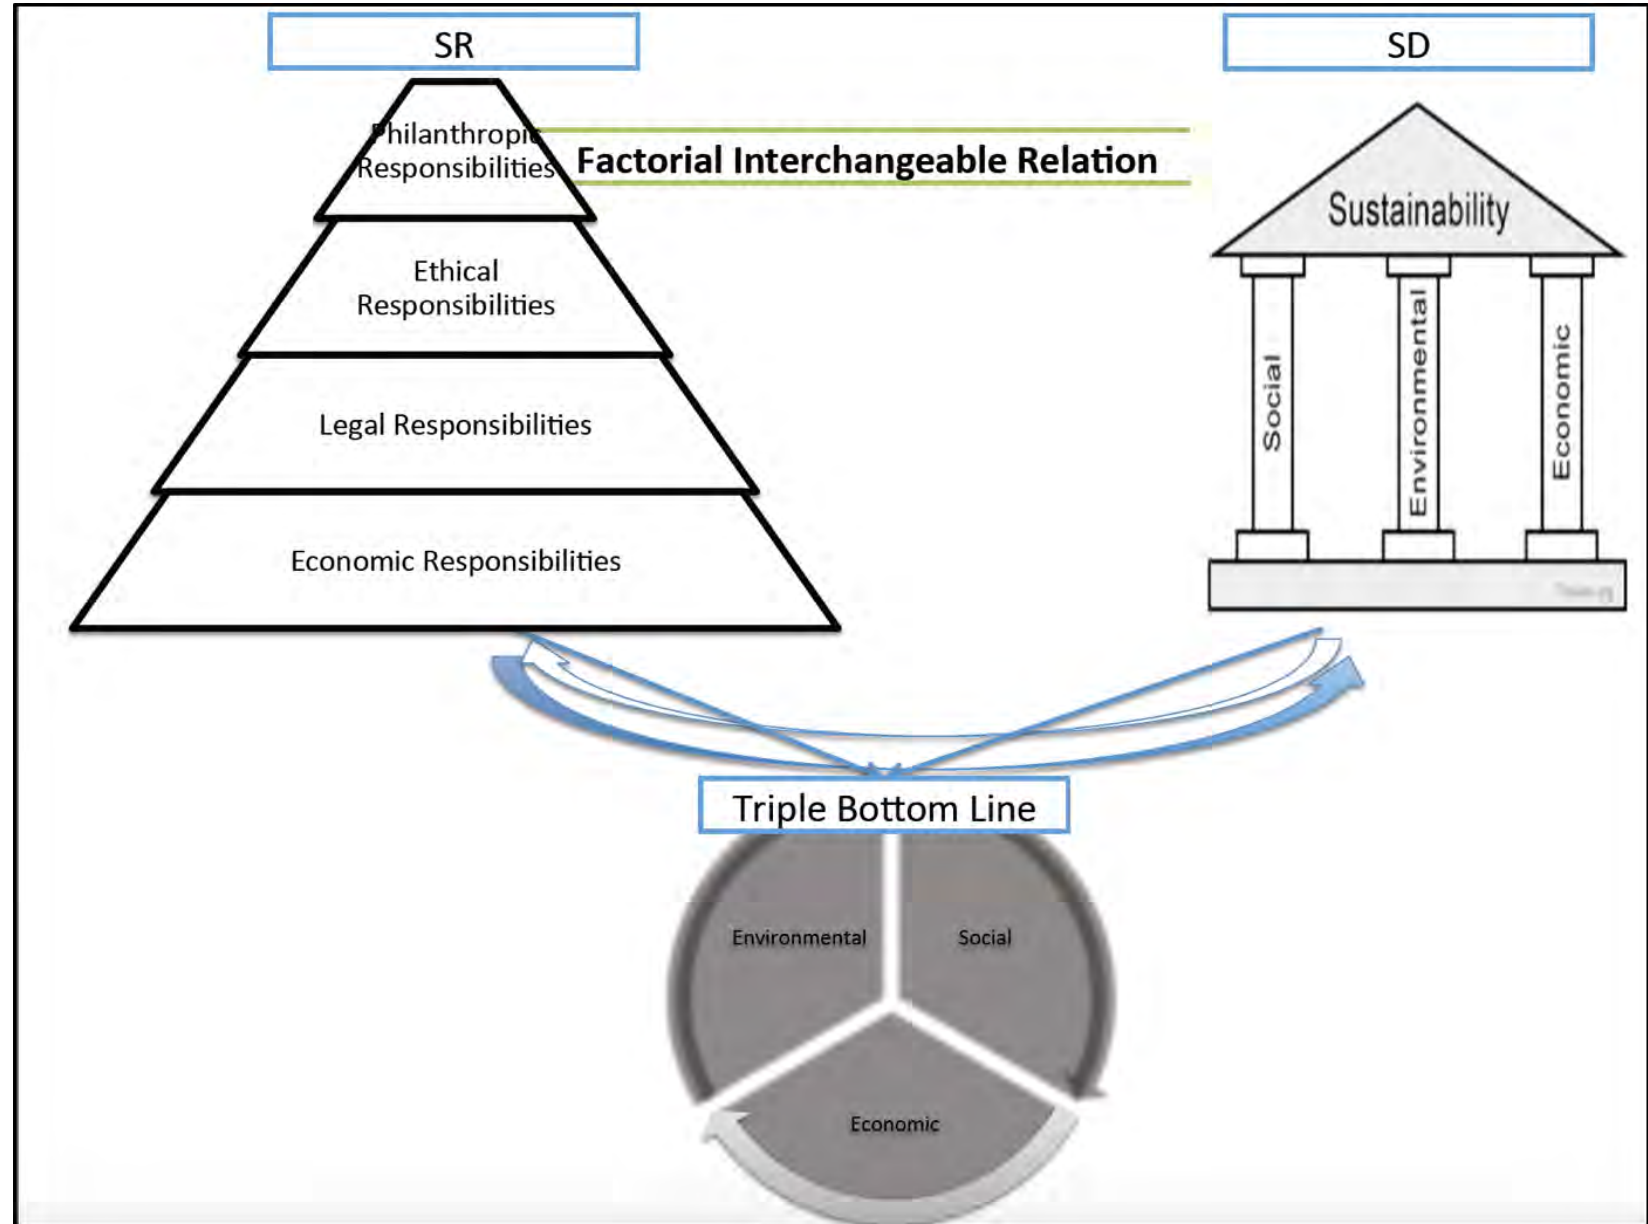 SR
SD
Philanthropic
Responsibilities
Factorial Interchangeable Relation
Ethical
Responsibilities
Legal Responsibilities
Economic Responsibilities
Sustainability
Social
Environmental
Economic
Triple Bottom Line
Environmental
Social
Economic